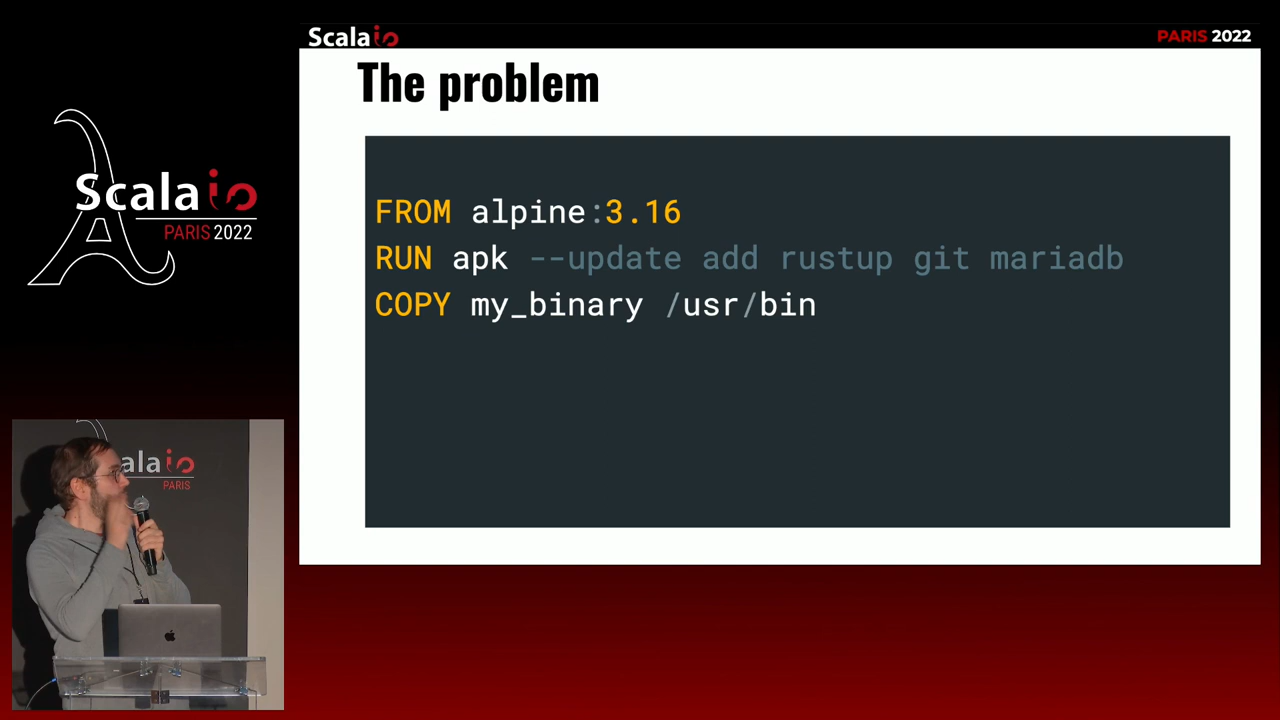 Scalaio
PARIS 2022
The problem
FROM alpine:3.16
RUN apk --update add rustup git mariadb
COPY my_binary /usr/bin
Scalaio
PARIS 2022
alaio
PARIS